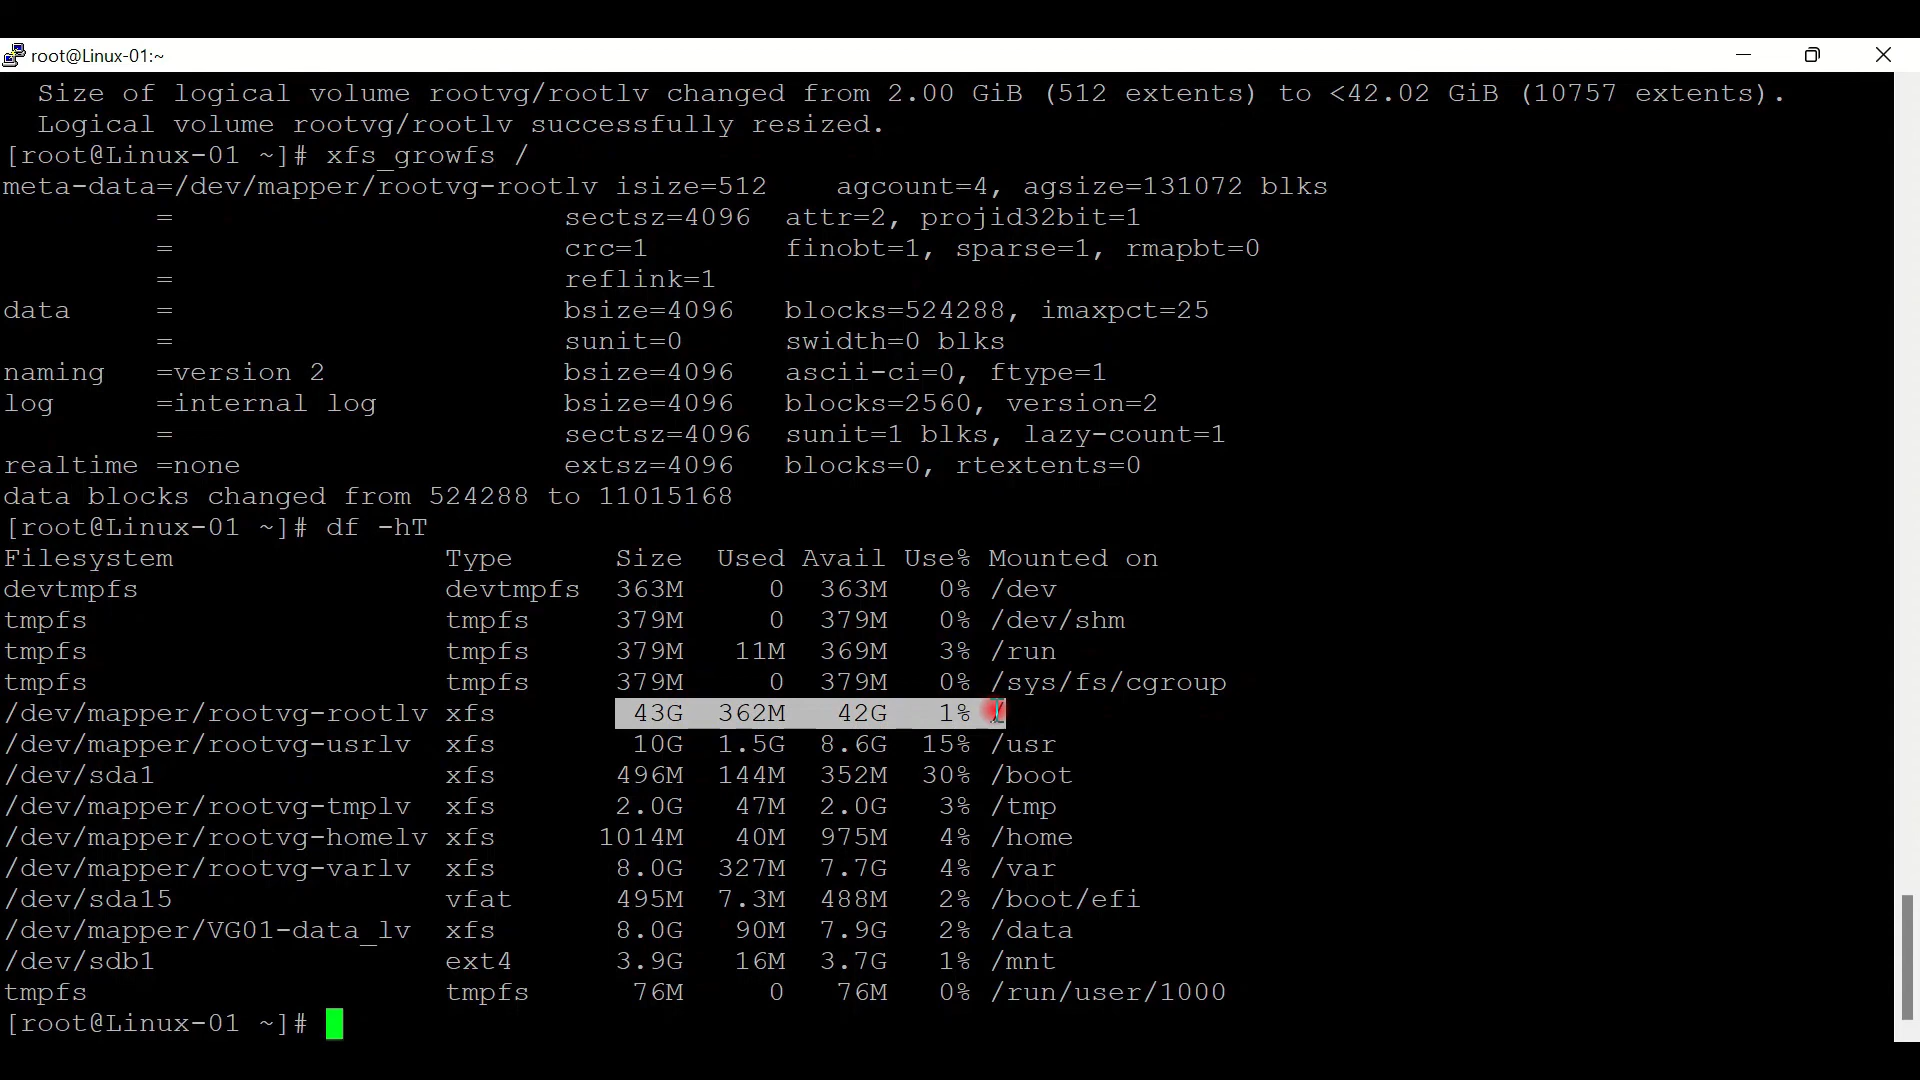 root@Linux-01:~
Size of logical volume rootvg/rootlv changed from 2.00 GiB (512 extents) to <42.02 GiB (10757 extents).
Logical volume rootvg/rootlv successfully resized.
[root@Linux-01 ~]# xfs_growfs /
meta-data=/dev/mapper/rootvg-rootlv isize=512    agcount=4, agsize=131072 blks
         =                       sectsz=4096  attr=2, projid32bit=1
         =                       crc=1        finobt=1, sparse=1, rmapbt=0
         =                       reflink=1
data     =                       bsize=4096   blocks=524288, imaxpct=25
         =                       sunit=0      swidth=0 blks
naming   =version 2              bsize=4096   ascii-ci=0, ftype=1
log      =internal log           bsize=4096   blocks=2560, version=2
         =                       sectsz=4096  sunit=1 blks, lazy-count=1
realtime =none                   extsz=4096   blocks=0, rtextents=0
data blocks changed from 524288 to 11015168
[root@Linux-01 ~]# df -hT
Filesystem                Type      Size  Used Avail Use% Mounted on
devtmpfs                  devtmpfs  363M     0  363M   0% /dev
tmpfs                     tmpfs     379M     0  379M   0% /dev/shm
tmpfs                     tmpfs     379M   11M  369M   3% /run
tmpfs                     tmpfs     379M     0  379M   0% /sys/fs/cgroup
/dev/mapper/rootvg-rootlv xfs        43G  362M   42G   1% /
/dev/mapper/rootvg-usrlv  xfs        10G  1.5G  8.6G  15% /usr
/dev/sda1                 xfs       496M  144M  352M  30% /boot
/dev/mapper/rootvg-tmplv  xfs       2.0G   47M  2.0G   3% /tmp
/dev/mapper/rootvg-homelv xfs      1014M   40M  975M   4% /home
/dev/mapper/rootvg-varlv  xfs       8.0G  327M  7.7G   4% /var
/dev/sda15                vfat      495M  7.3M  488M   2% /boot/efi
/dev/mapper/VG01-data_lv  xfs       8.0G   90M  7.9G   2% /data
/dev/sdb1                 ext4      3.9G   16M  3.7G   1% /mnt
tmpfs                     tmpfs      76M     0   76M   0% /run/user/1000
[root@Linux-01 ~]#